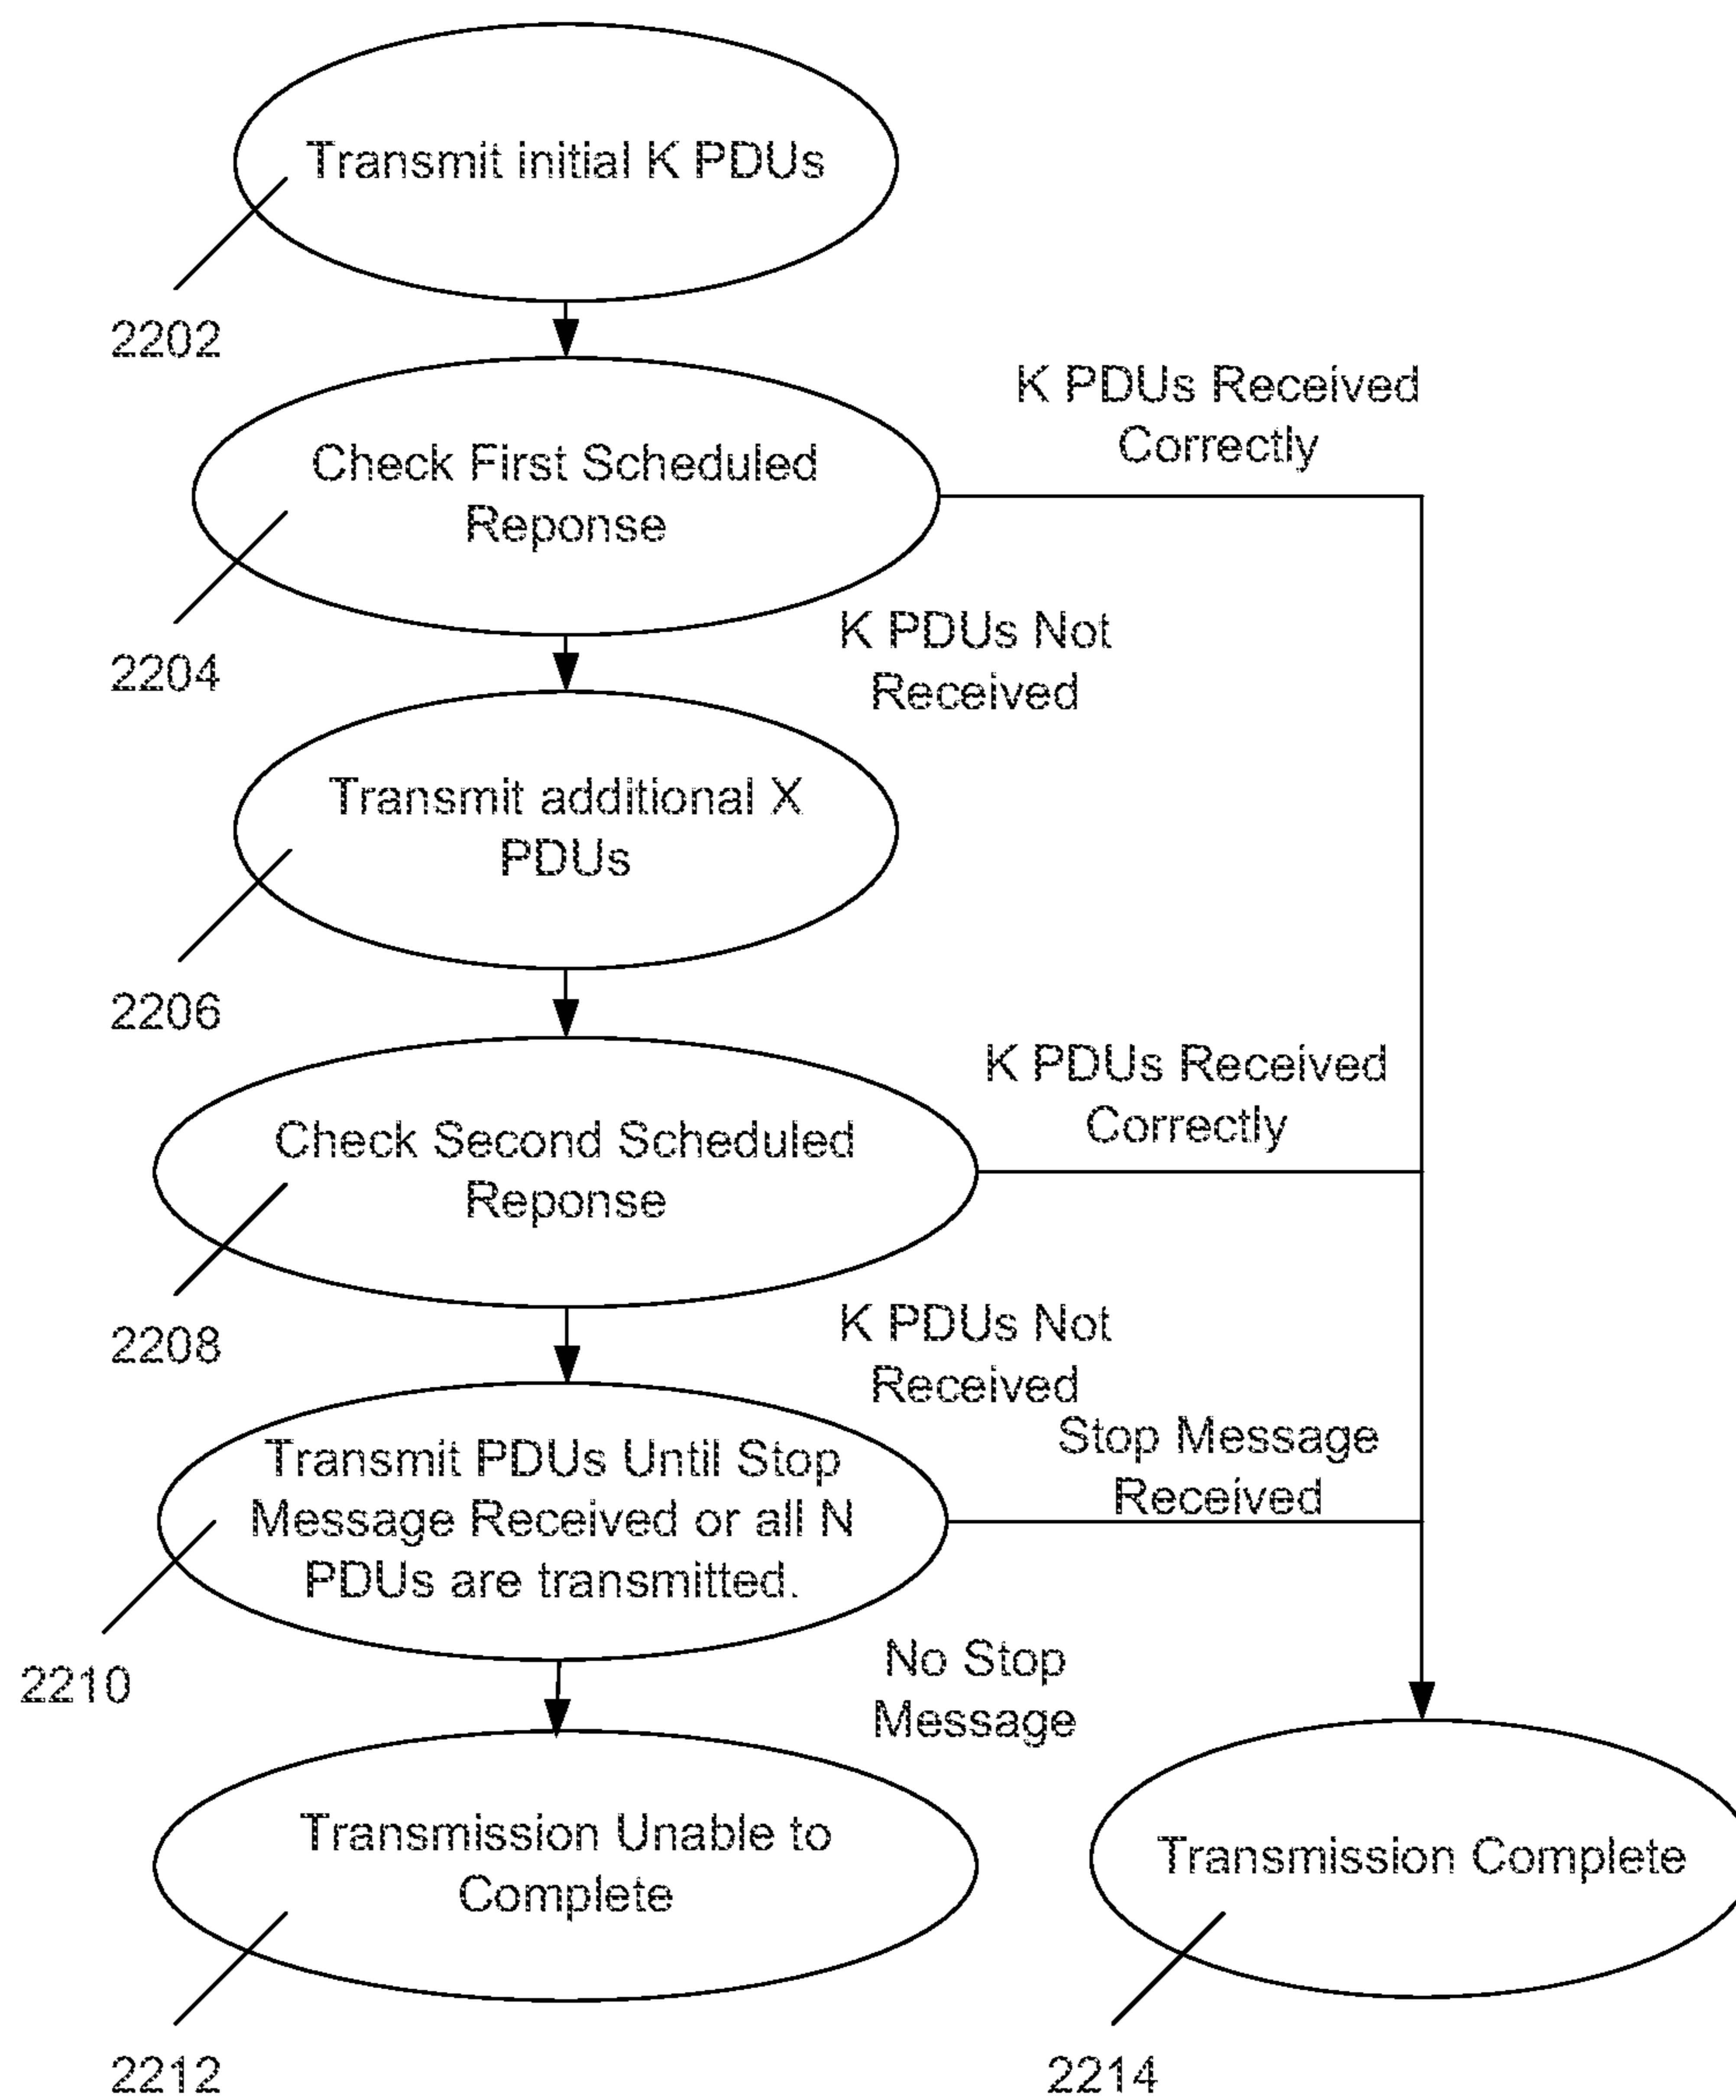 Transmit initial K PDUs
2202
K PDUs Received
Correctly
Check First Scheduled
Reponse
2204
K PDUs Not
Received
Transmit additional X
PDUs
2206
K PDUs Received
Correctly
Check Second Scheduled
Reponse
2208
K PDUs Not
Received
Stop Message
Received
Transmit PDUs Until Stop
Message Received or all N
PDUs are transmitted.
2210
No Stop
Message
Transmission Unable to
Complete
2212
Transmission Complete
2214